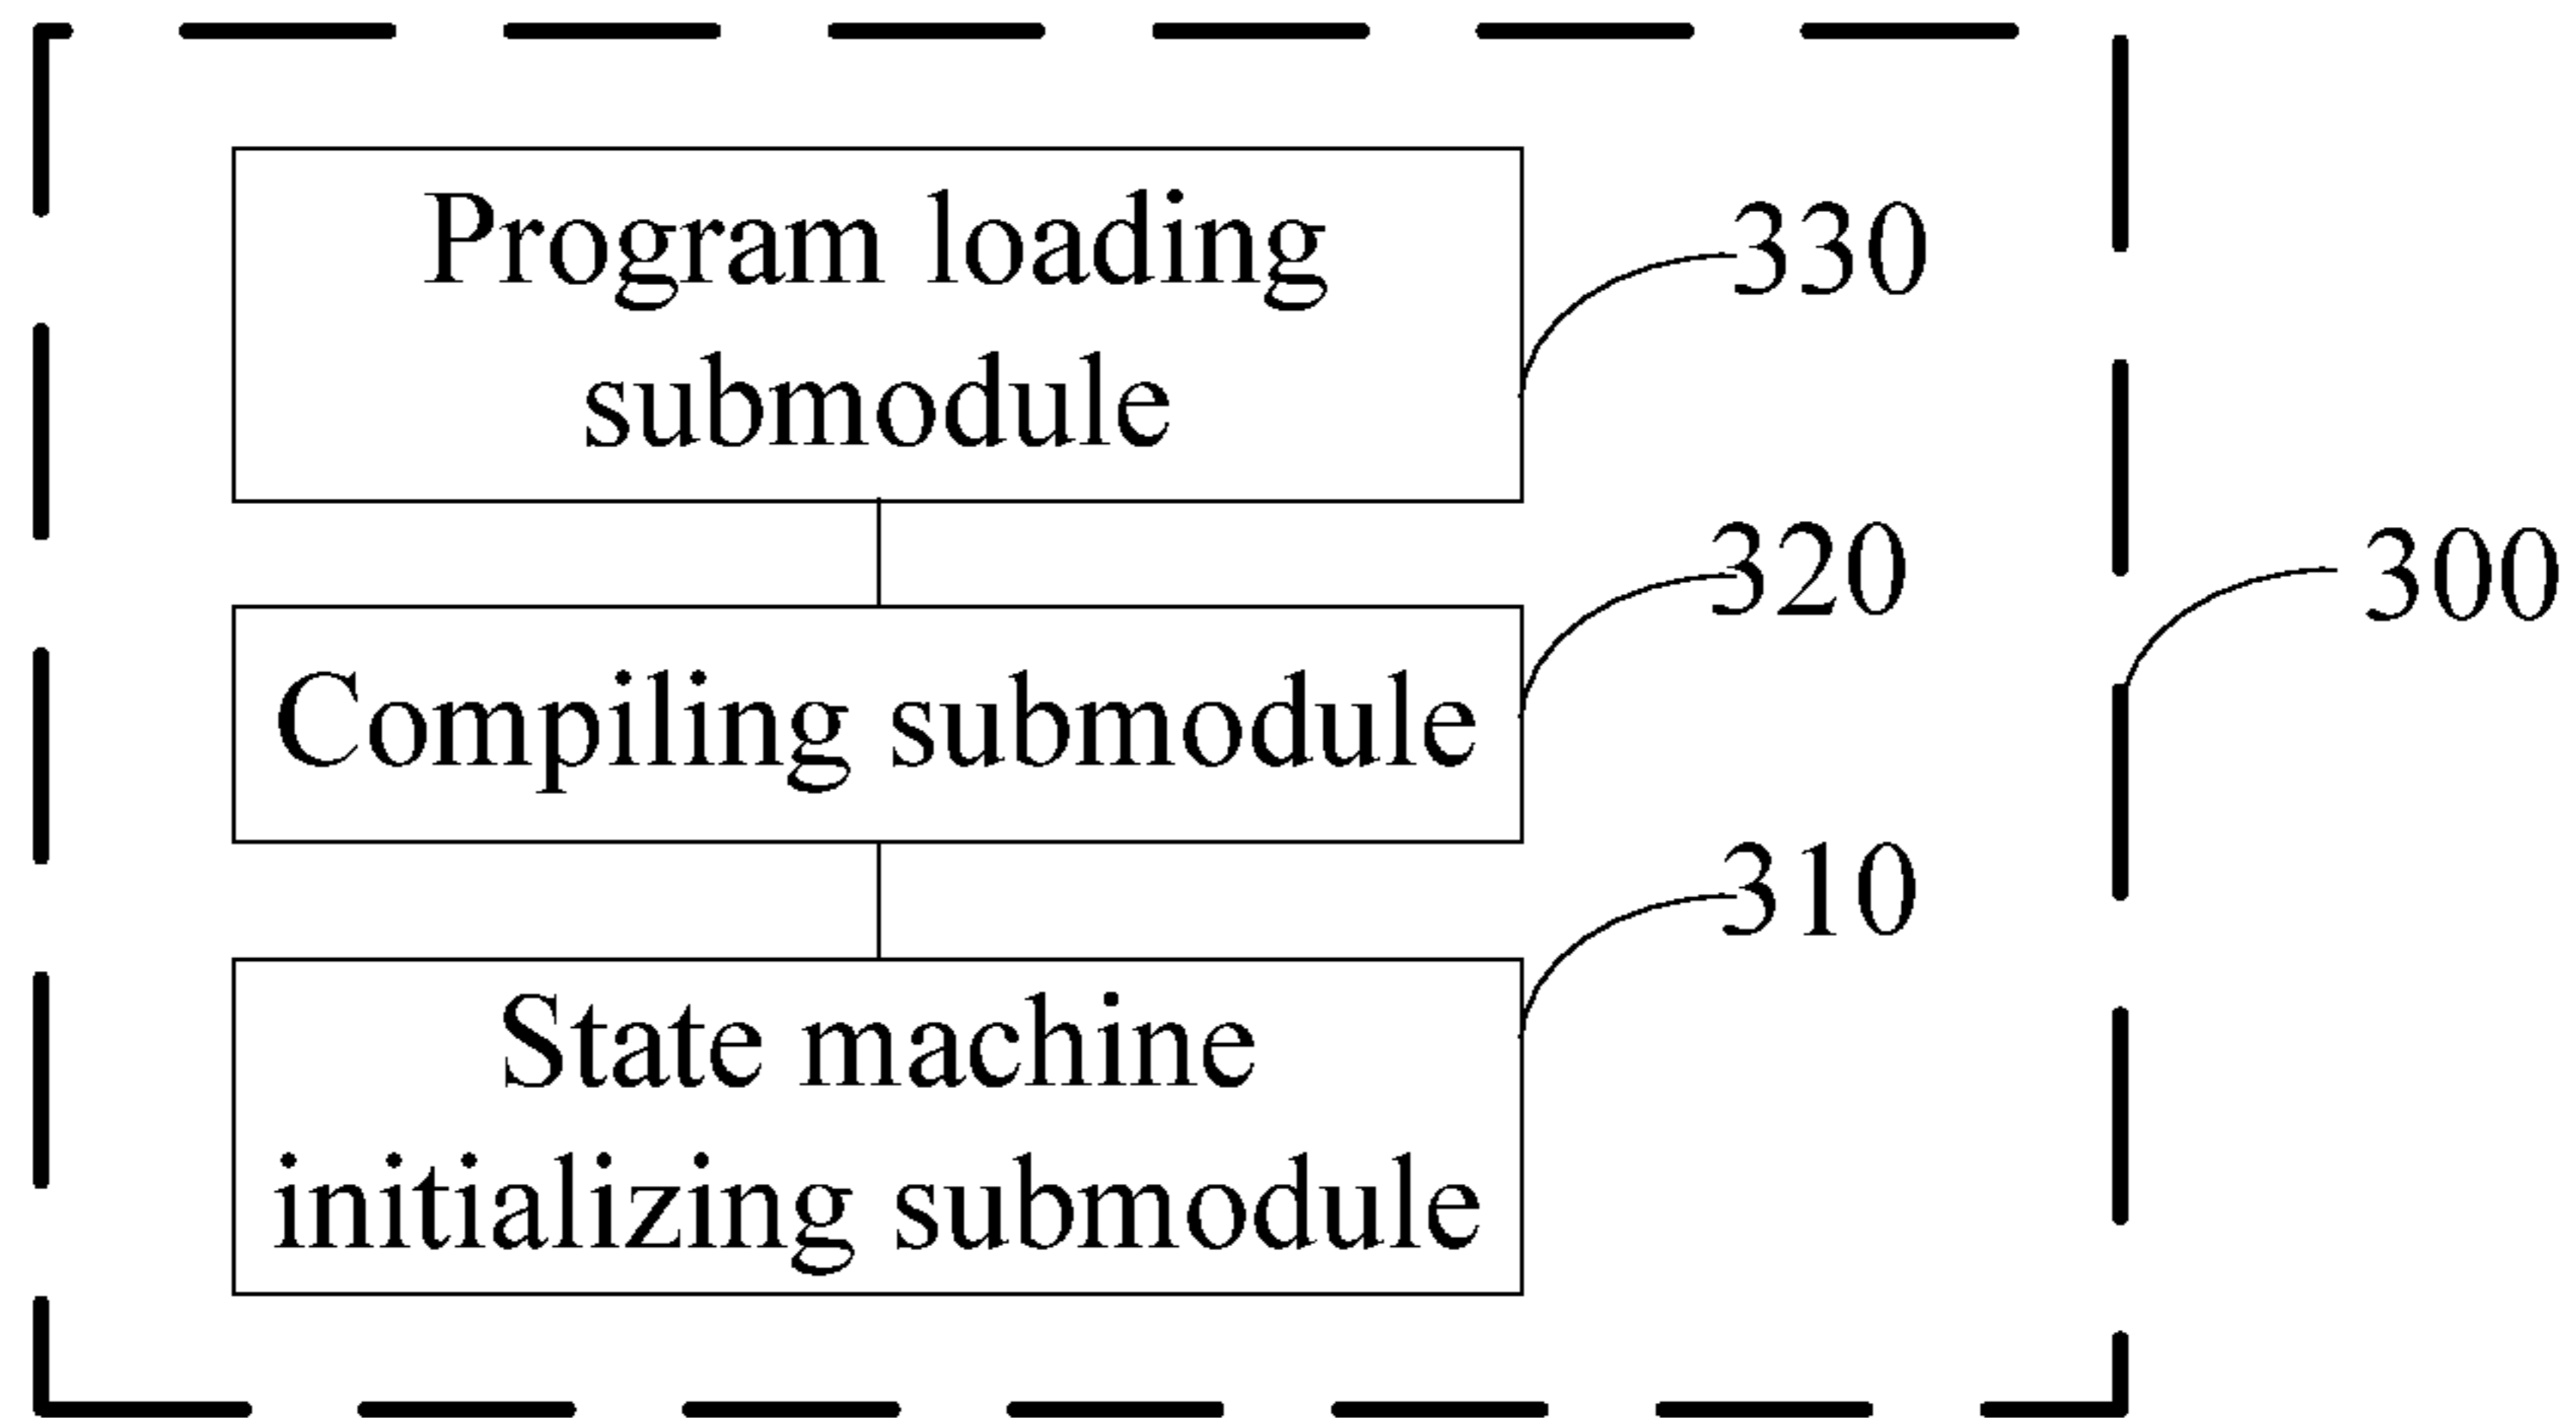 Program loading
submodule
330
320
300
Compiling submodule
310
State machine
initializing submodule